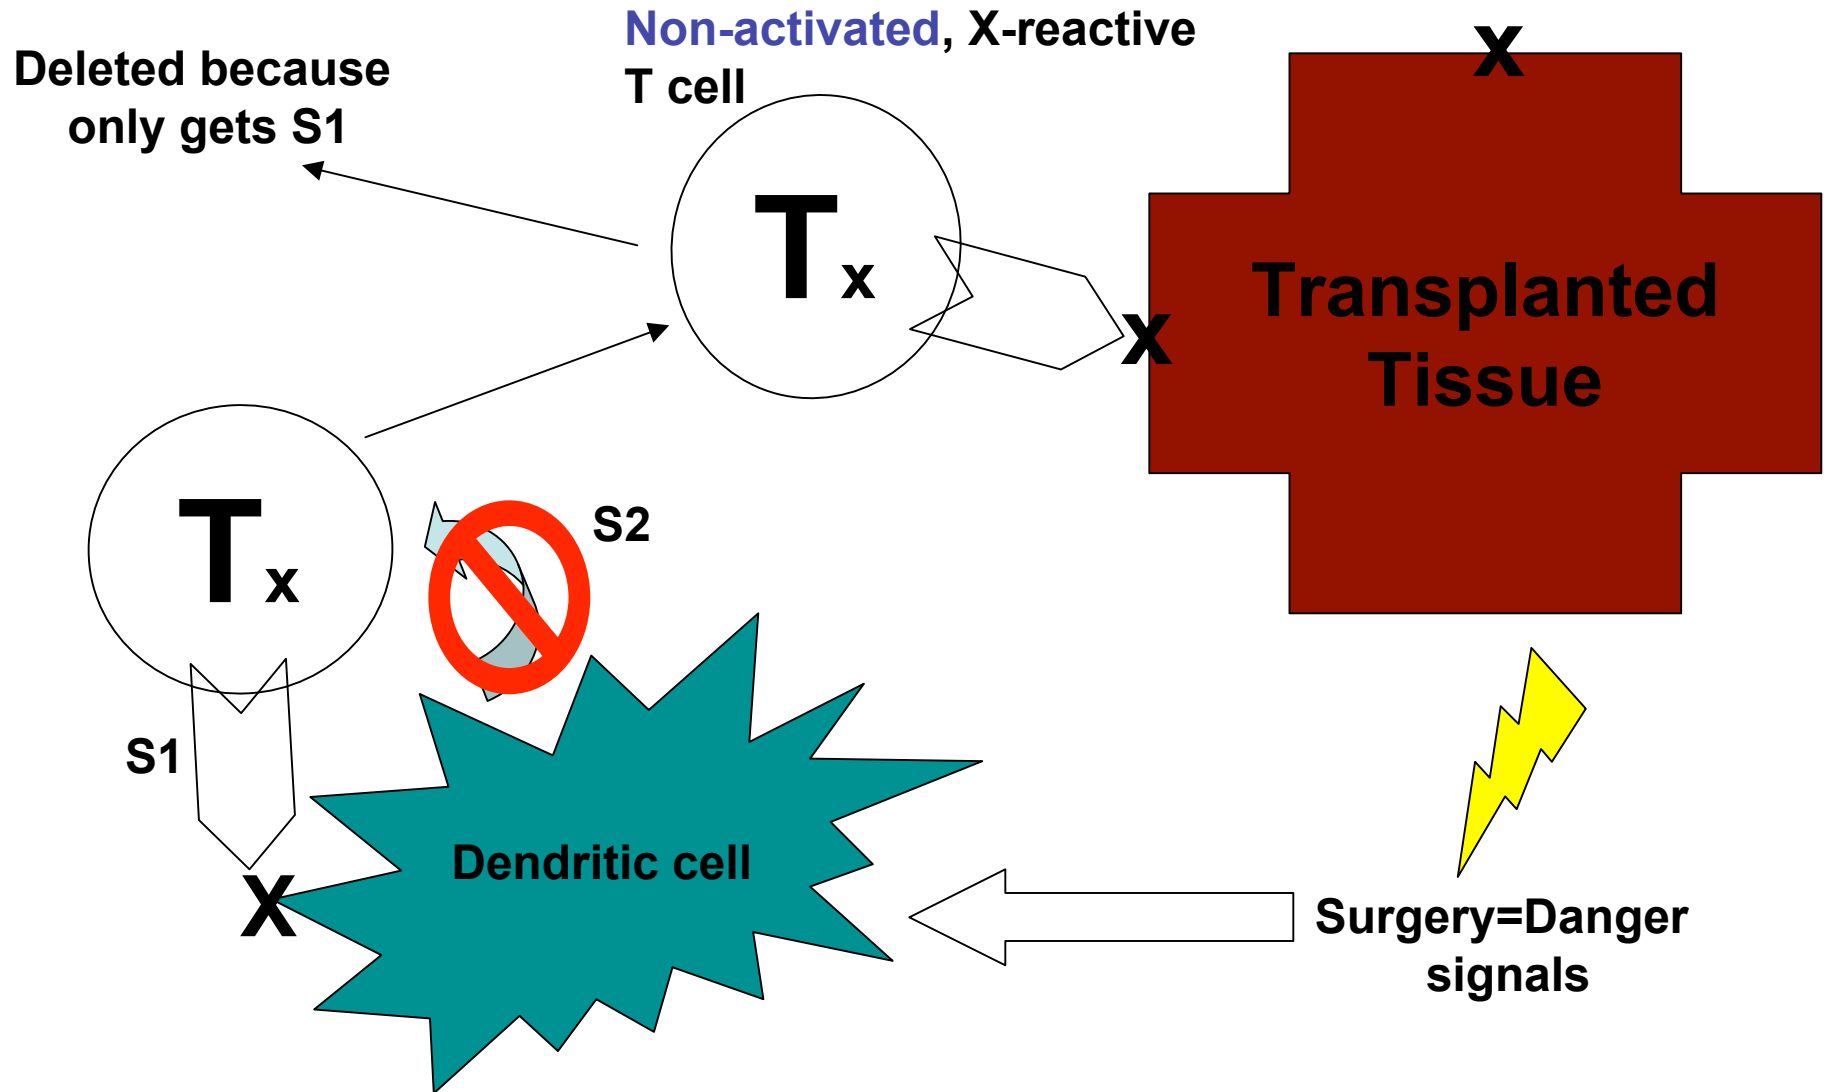 Non-activated, X-reactive
T cell
Deleted because
only gets S1
X
Tx
X
Transplanted
Tissue
Tx
S2
S1
X
Dendritic cell
Surgery=Danger
signals